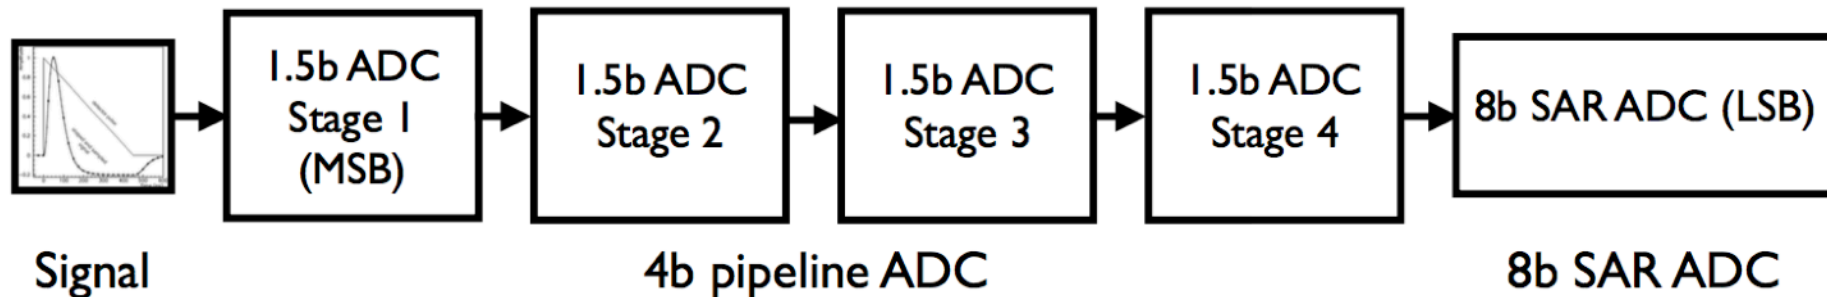 1.5b ADC
Stage 1
(MSB)
1.5b ADC
Stage 2
1.5b ADC
Stage 3
1.5b ADC
Stage 4
8b SAR ADC (LSB)
Signal
4b pipeline ADC
8b SAR ADC